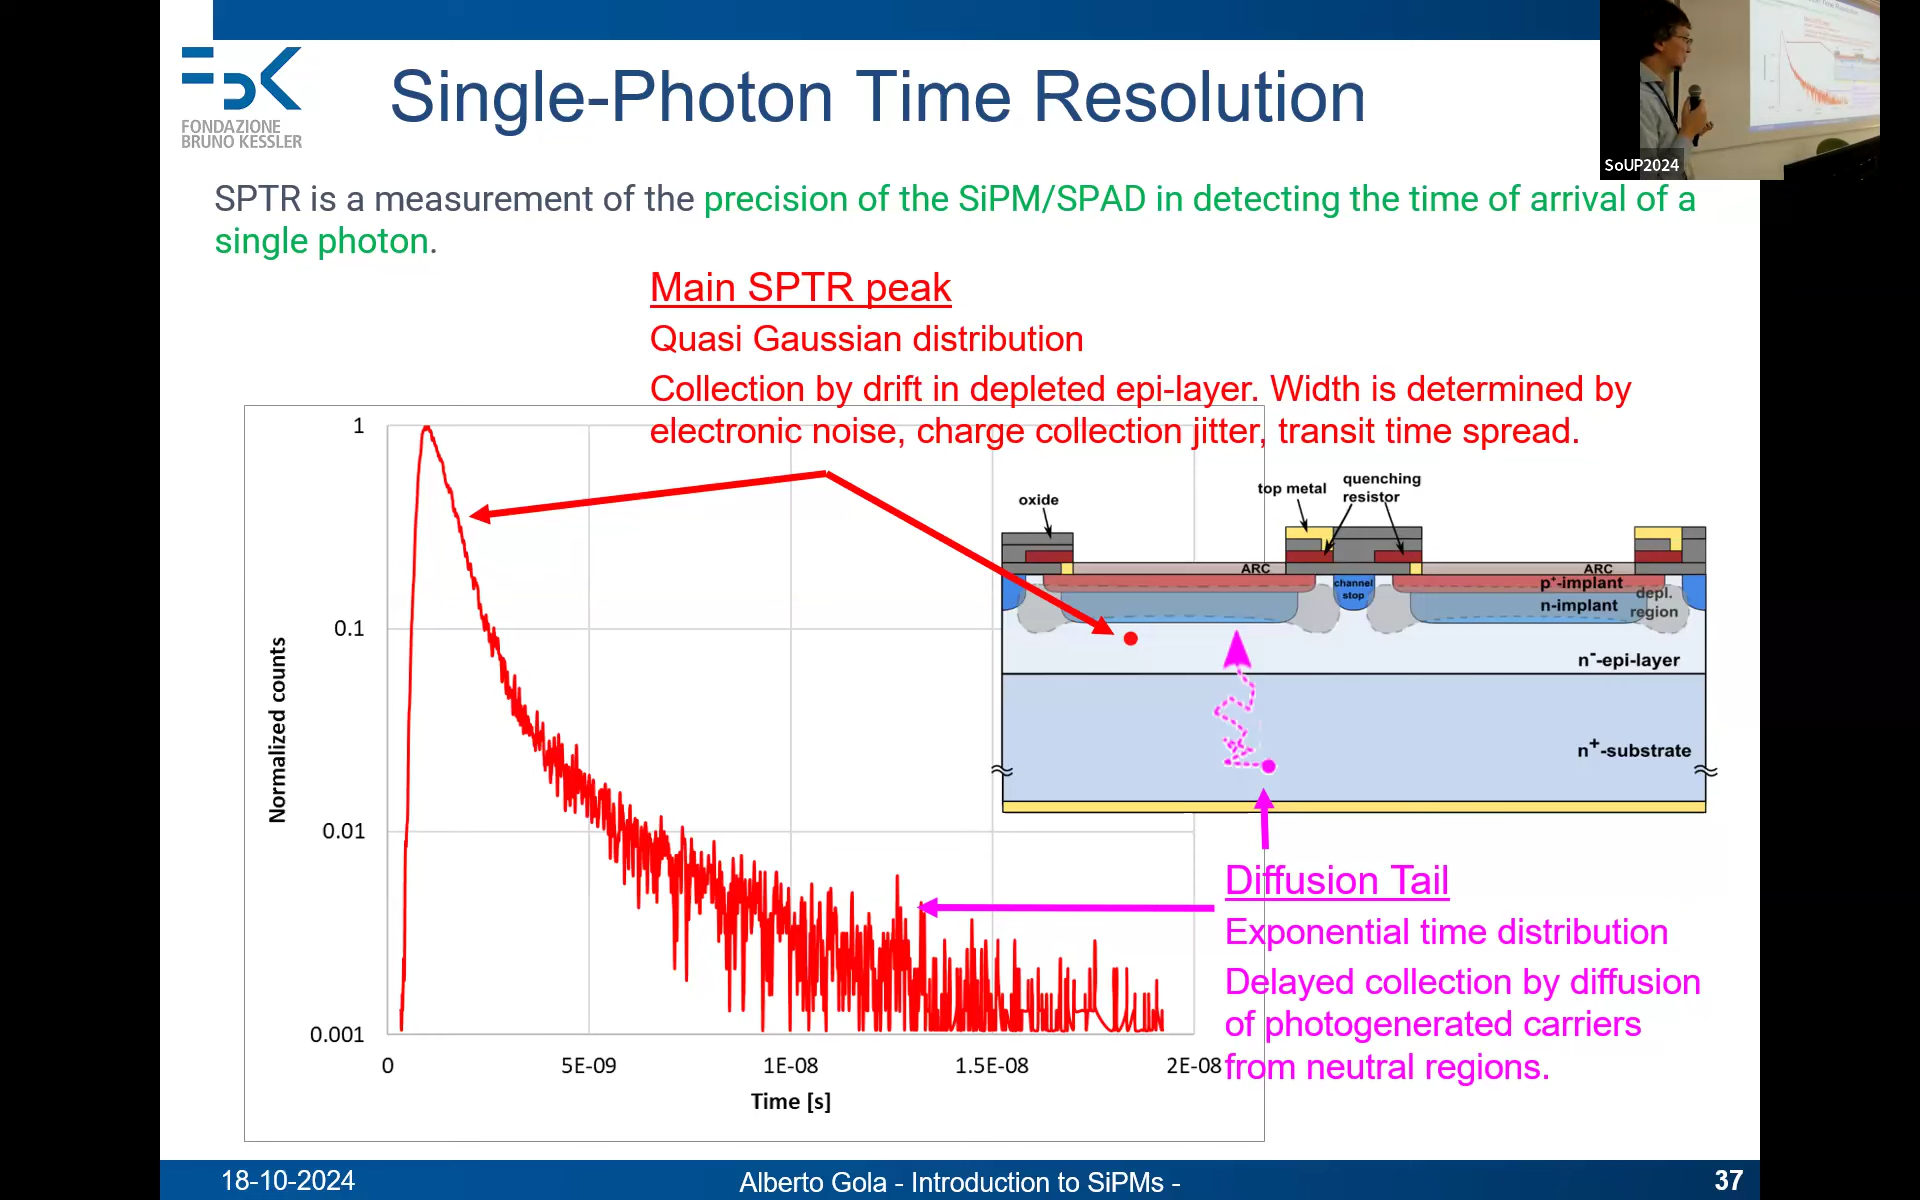 FONDAZIONE
BRUNO KESSLER
Single-Photon Time Resolution
SoUP2024
SPTR is a measurement of the precision of the SiPM/SPAD in detecting the time of arrival of a
single photon.
Main SPTR peak
Quasi Gaussian distribution
Collection by drift in depleted epi-layer. Width is determined by
electronic noise, charge collection jitter, transit time spread.
1
0.1
0.01
0.001
Normalized counts
0
5E-09
1E-08
1.5E-08
2E-08
Time [s]
oxide
top metal
quenching
resistor
ARC
ARC
channel
stop
p+-implant
n-implant
depl.
region
n--epi-layer
n+-substrate
Diffusion Tail
Exponential time distribution
Delayed collection by diffusion
of photogenerated carriers
from neutral regions.
18-10-2024
Alberto Gola - Introduction to SiPMs -
37